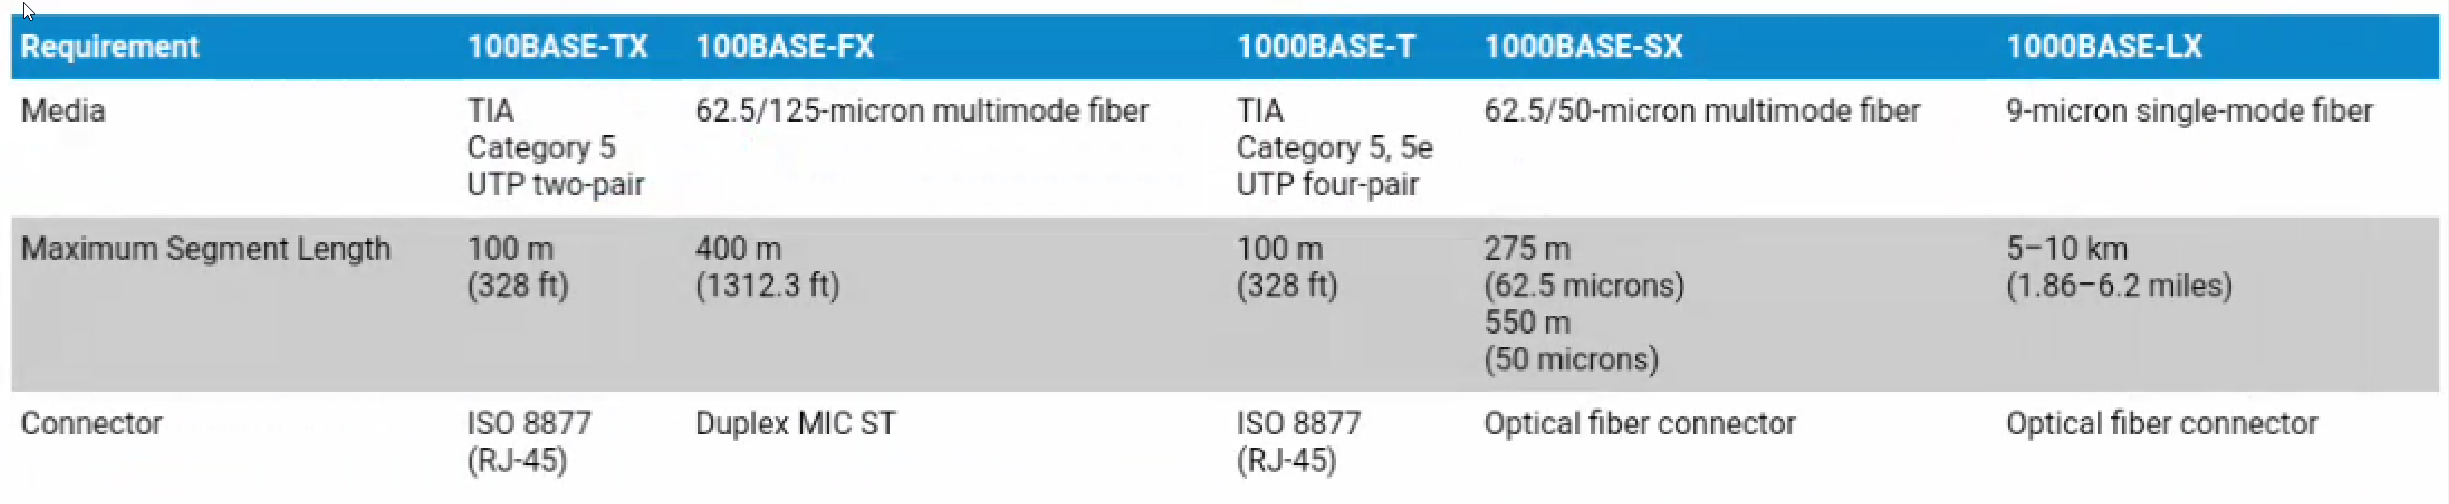 Requirement 100BASE-TX 100BASE-FX 1000BASE-T 1000BASE-SX 1000BASE-LX
Media TIA 62.5/125-micron multimode fiber TIA 62.5/50-micron multimode fiber 9-micron single-mode fiber
Category 5 Category 5, 5e
UTP two-pair UTP four-pair
Maximum Segment Length 100 m 400 m 100 m 275 m 5–10 km
(328 ft) (1312.3 ft) (328 ft) (62.5 microns) (1.86–6.2 miles)
550 m
(50 microns)
Connector ISO 8877 Duplex MIC ST ISO 8877 Optical fiber connector Optical fiber connector
(RJ-45) (RJ-45)